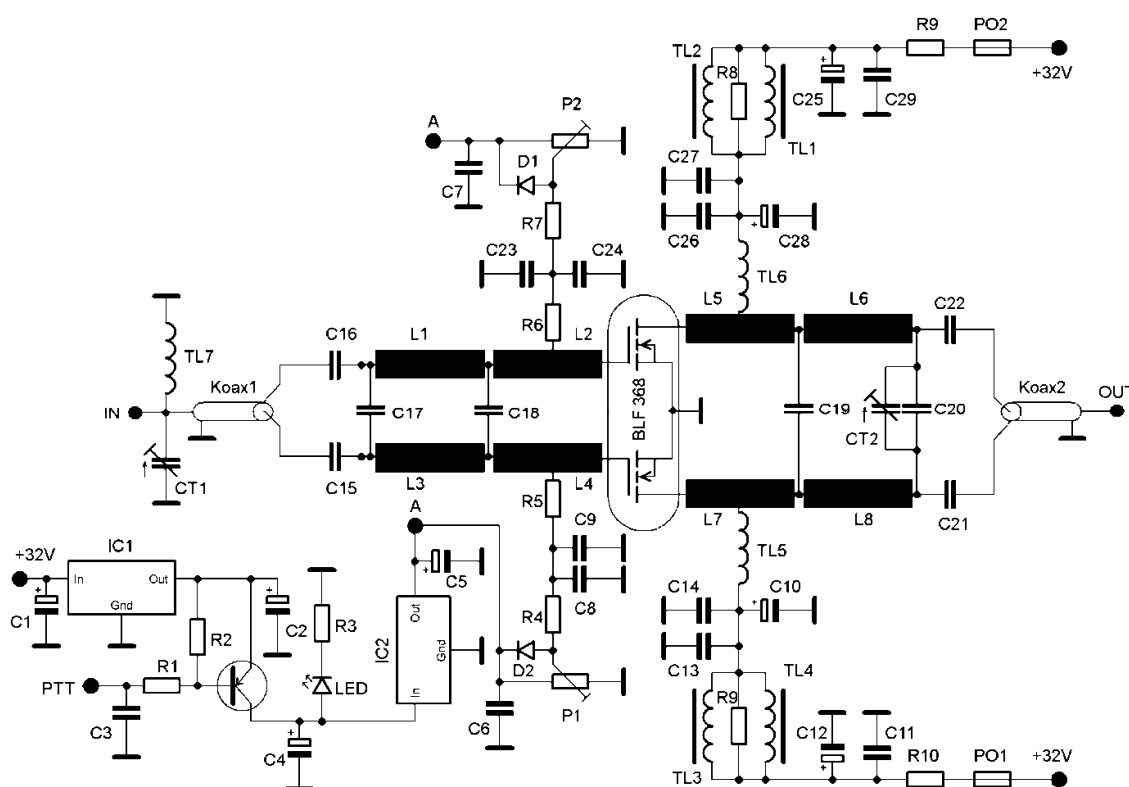 R9 PO2
+32V
TL2
R8
C25 C29
TL1
P2
A
D1
C7
R7
C27
C26 C28
C23 C24
TL6
L5 L6 C22
R6
TL7
C16 L1 L2
Koax1
IN
C17 C18
BLF 368
C19
CT2
C20
Koax2
OUT
CT1
C15 L3 L4
L7 L8 C21
R5
A
C9
C8
TL5
+32V
IC1
In Out
Gnd
C1
C2
R3
R2
C5
Out
IC2
Gnd
In
R4
D2
P1
C14 C10
C13
TL4
R9
PTT
R1
C3
LED
C4
C6
TL3
C12 C11
R10 PO1
+32V